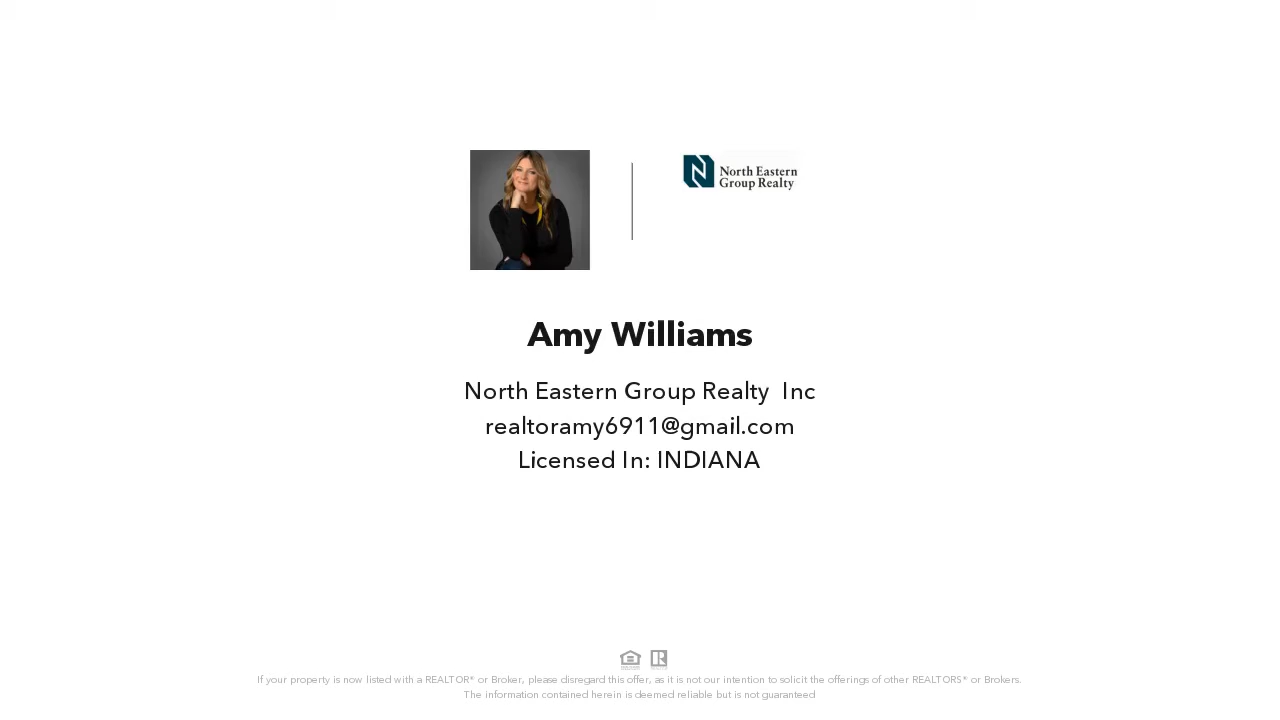 North Eastern
Group Realty
Amy Williams
North Eastern Group Realty  Inc
realtoramy6911@gmail.com
Licensed In: INDIANA
If your property is now listed with a REALTOR® or Broker, please disregard this offer, as it is not our intention to solicit the offerings of other REALTORS® or Brokers.
The information contained herein is deemed reliable but is not guaranteed